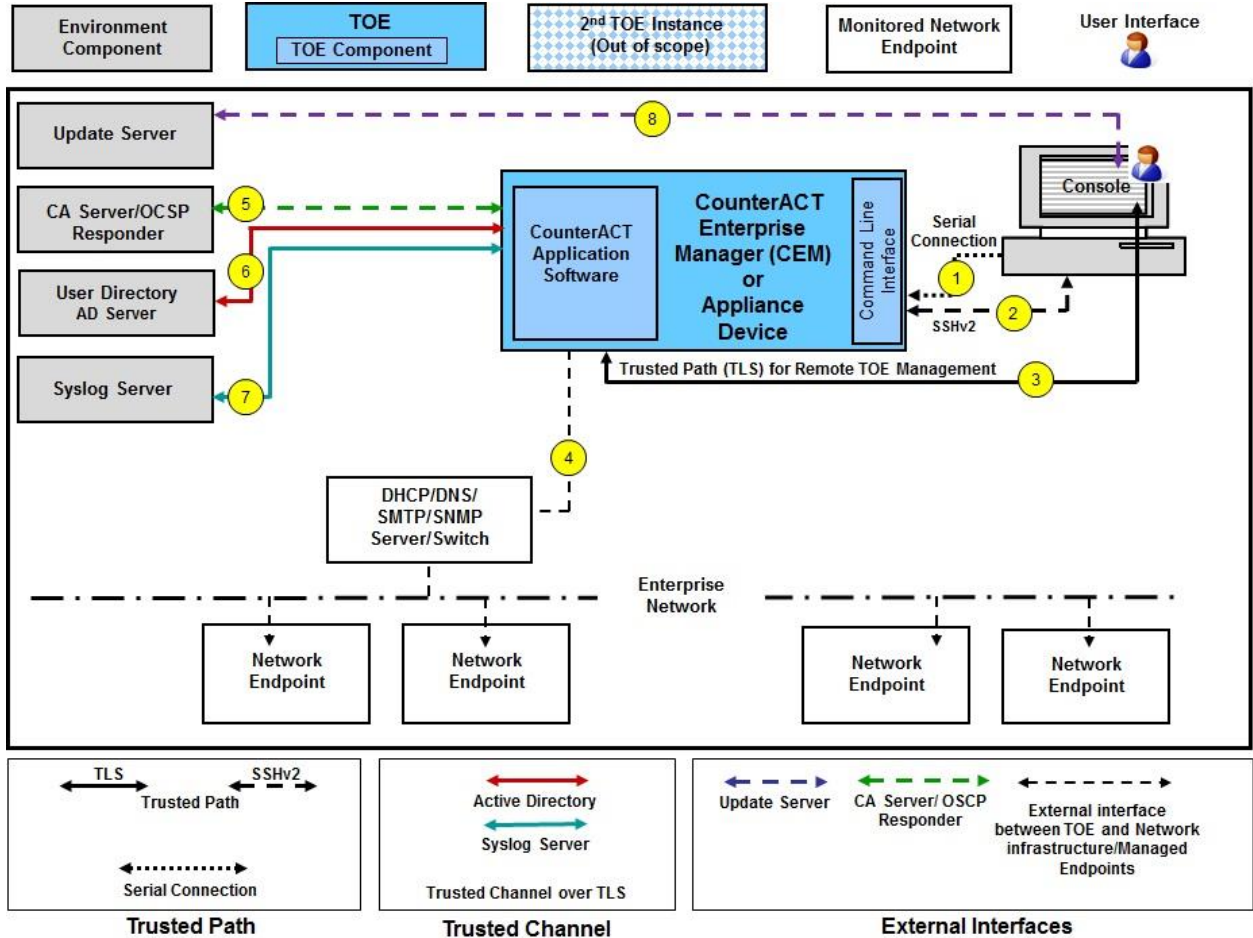 Environment
Component
TOE
TOE Component
2nd TOE Instance
(Out of scope)
Monitored Network
Endpoint
User Interface
Update Server
8
CA Server/OCSP
Responder
5
User Directory
AD Server
6
Syslog Server
7
CounterACT
Application
Software
CounterACT
Enterprise
Manager (CEM)
or
Appliance
Device
Command Line
Interface
Console
Serial
Connection
1
2
SSHv2
Trusted Path (TLS) for Remote TOE Management
3
4
DHCP/DNS/
SMTP/SNMP
Server/Switch
Enterprise
Network
Network
Endpoint
Network
Endpoint
Network
Endpoint
Network
Endpoint
TLS
SSHv2
Trusted Path
Serial Connection
Trusted Path
Active Directory
Syslog Server
Trusted Channel over TLS
Trusted Channel
Update Server
CA Server/ OSCP
Responder
External interface
between TOE and Network
infrastructure/Managed
Endpoints
External Interfaces